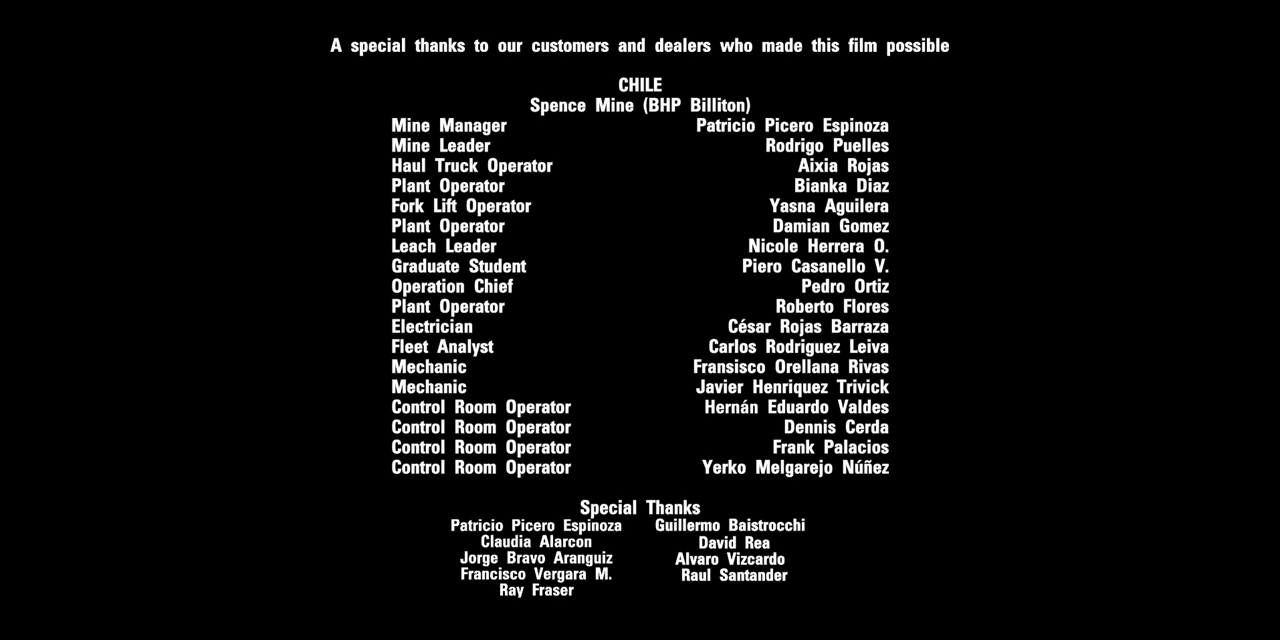 A special thanks to our customers and dealers who made this film possible
CHILE
Spence Mine (BHP Billiton)
Mine Manager Patricio Picero Espinoza
Mine Leader Rodrigo Puelles
Haul Truck Operator Aixia Rojas
Plant Operator Bianka Diaz
Fork Lift Operator Yasna Aguilera
Plant Operator Damian Gomez
Leach Leader Nicole Herrera O.
Graduate Student Piero Casanello V.
Operation Chief Pedro Ortiz
Plant Operator Roberto Flores
Electrician César Rojas Barraza
Fleet Analyst Carlos Rodriguez Leiva
Mechanic Fransisco Orellana Rivas
Mechanic Javier Henriquez Trivick
Control Room Operator Hernán Eduardo Valdes
Control Room Operator Dennis Cerda
Control Room Operator Frank Palacios
Control Room Operator Yerko Melgarejo Núñez
Special Thanks
Patricio Picero Espinoza Guillermo Baistrocchi
Claudia Alarcon David Rea
Jorge Bravo Aranguiz Alvaro Vizcardo
Francisco Vergara M. Raul Santander
Ray Fraser